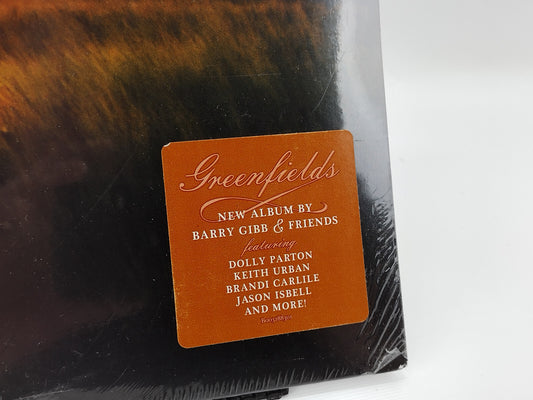 Greenfields
NEW ALBUM BY
BARRY GIBB & FRIENDS
featuring
DOLLY PARTON
KEITH URBAN
BRANDI CARLILE
JASON ISBELL
AND MORE!